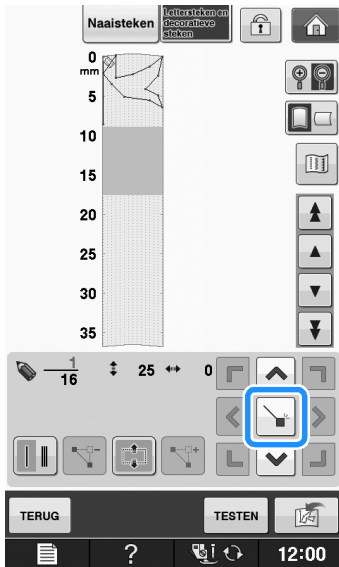 Naaisteken
Lettersteken en
decoratieve
steken
0
mm
5
10
15
20
25
30
35
1
16
25
0
TERUG
TESTEN
?
12:00